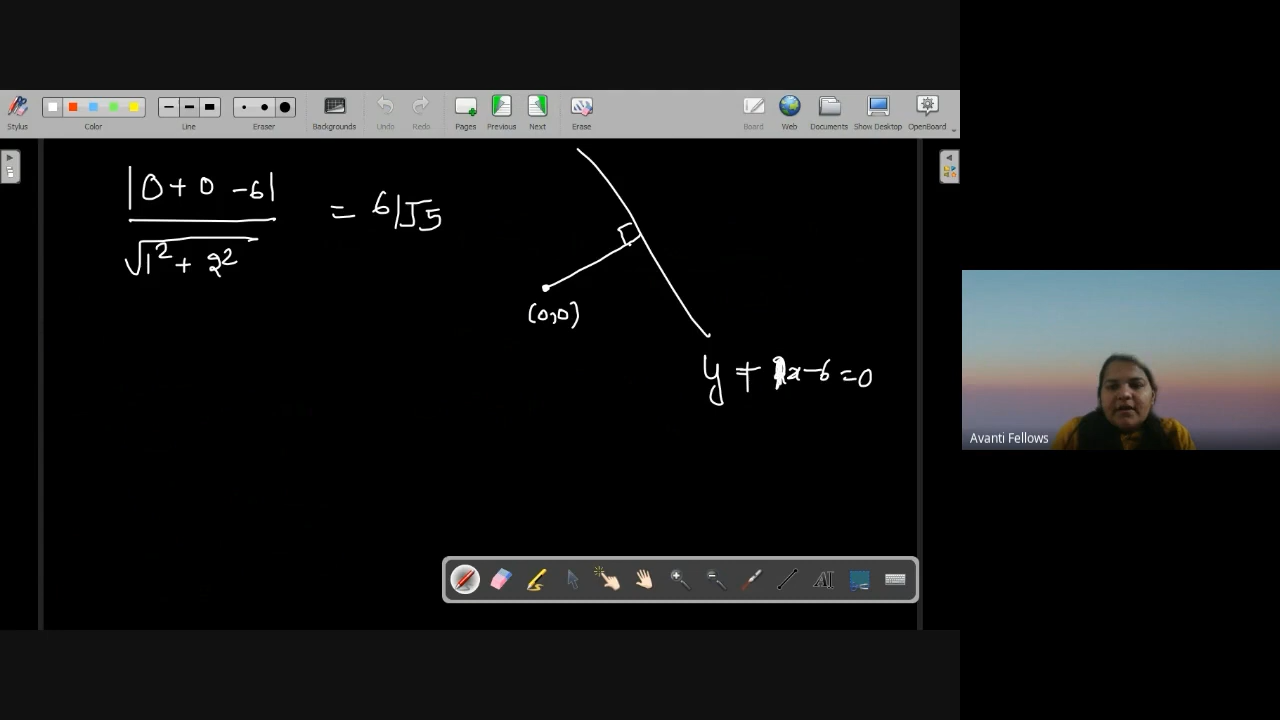 Stylus
Color
Line
Eraser
Backgrounds
Undo
Redo
Pages
Previous
Next
Erase
Board
Web
Documents
Show Desktop
OpenBoard
|0 + 0 - 6|
√1² + 2²
= 6/√5
(0,0)
y + x - 6 = 0
Avanti Fellows